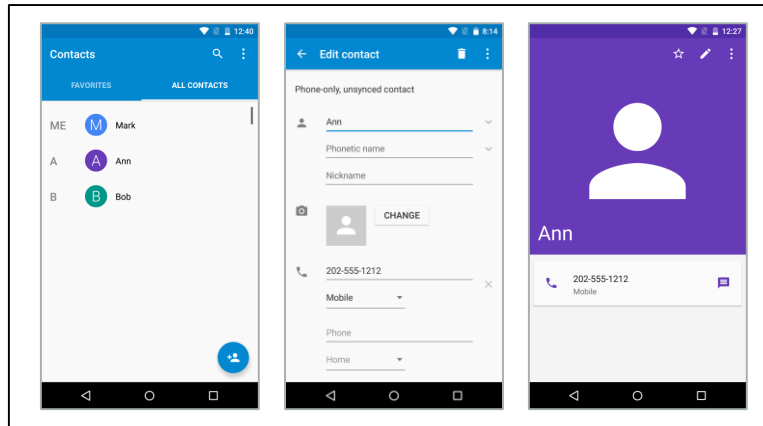 12:40
Contacts
FAVORITES ALL CONTACTS
ME M Mark
A A Ann
B B Bob
8:14
Edit contact
Phone-only, unsynced contact
Ann
Phonetic name
Nickname
CHANGE
202-555-1212
Mobile
Phone
Home
12:27
Ann
202-555-1212
Mobile